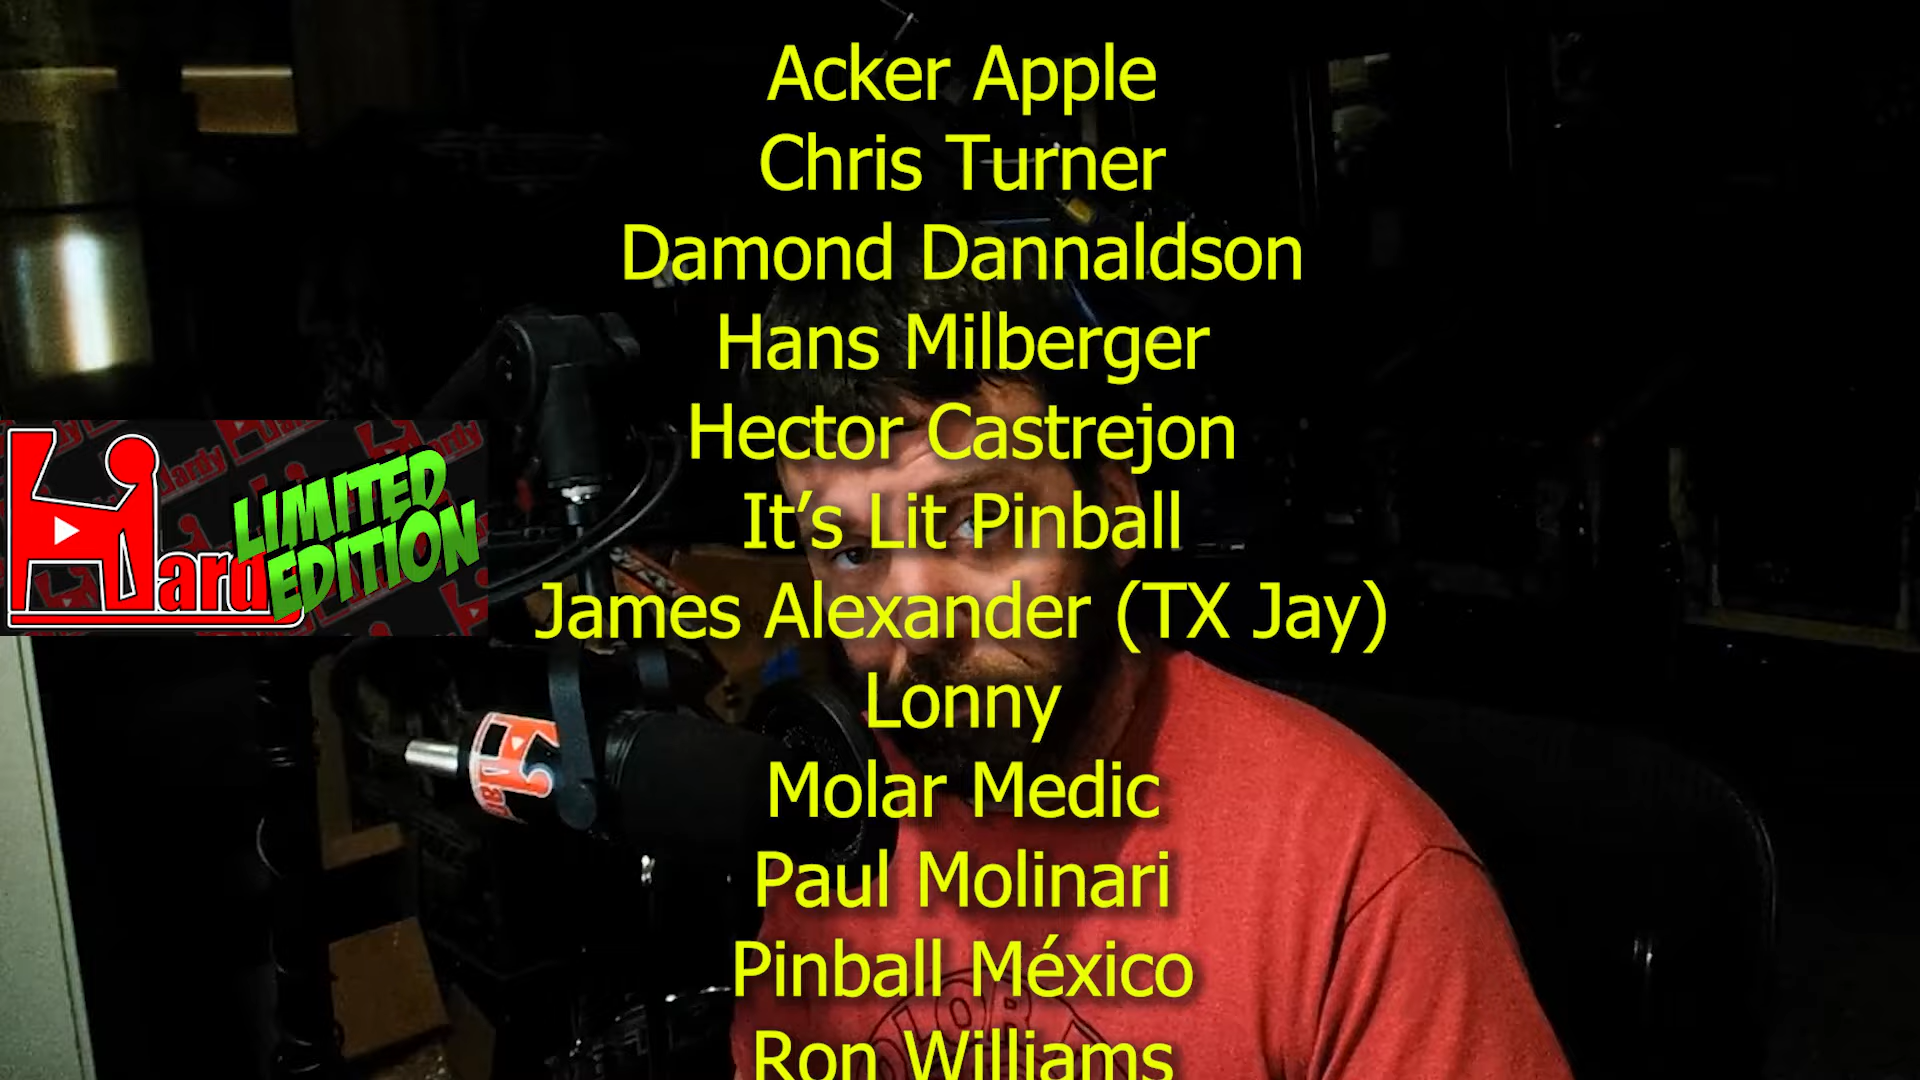 Acker Apple
Chris Turner
Damond Dannaldson
Hans Milberger
Hector Castrejon
It’s Lit Pinball
James Alexander (TX Jay)
Lonny
Molar Medic
Paul Molinari
Pinball México
Ron Williams
Hard
LIMITED
EDITION